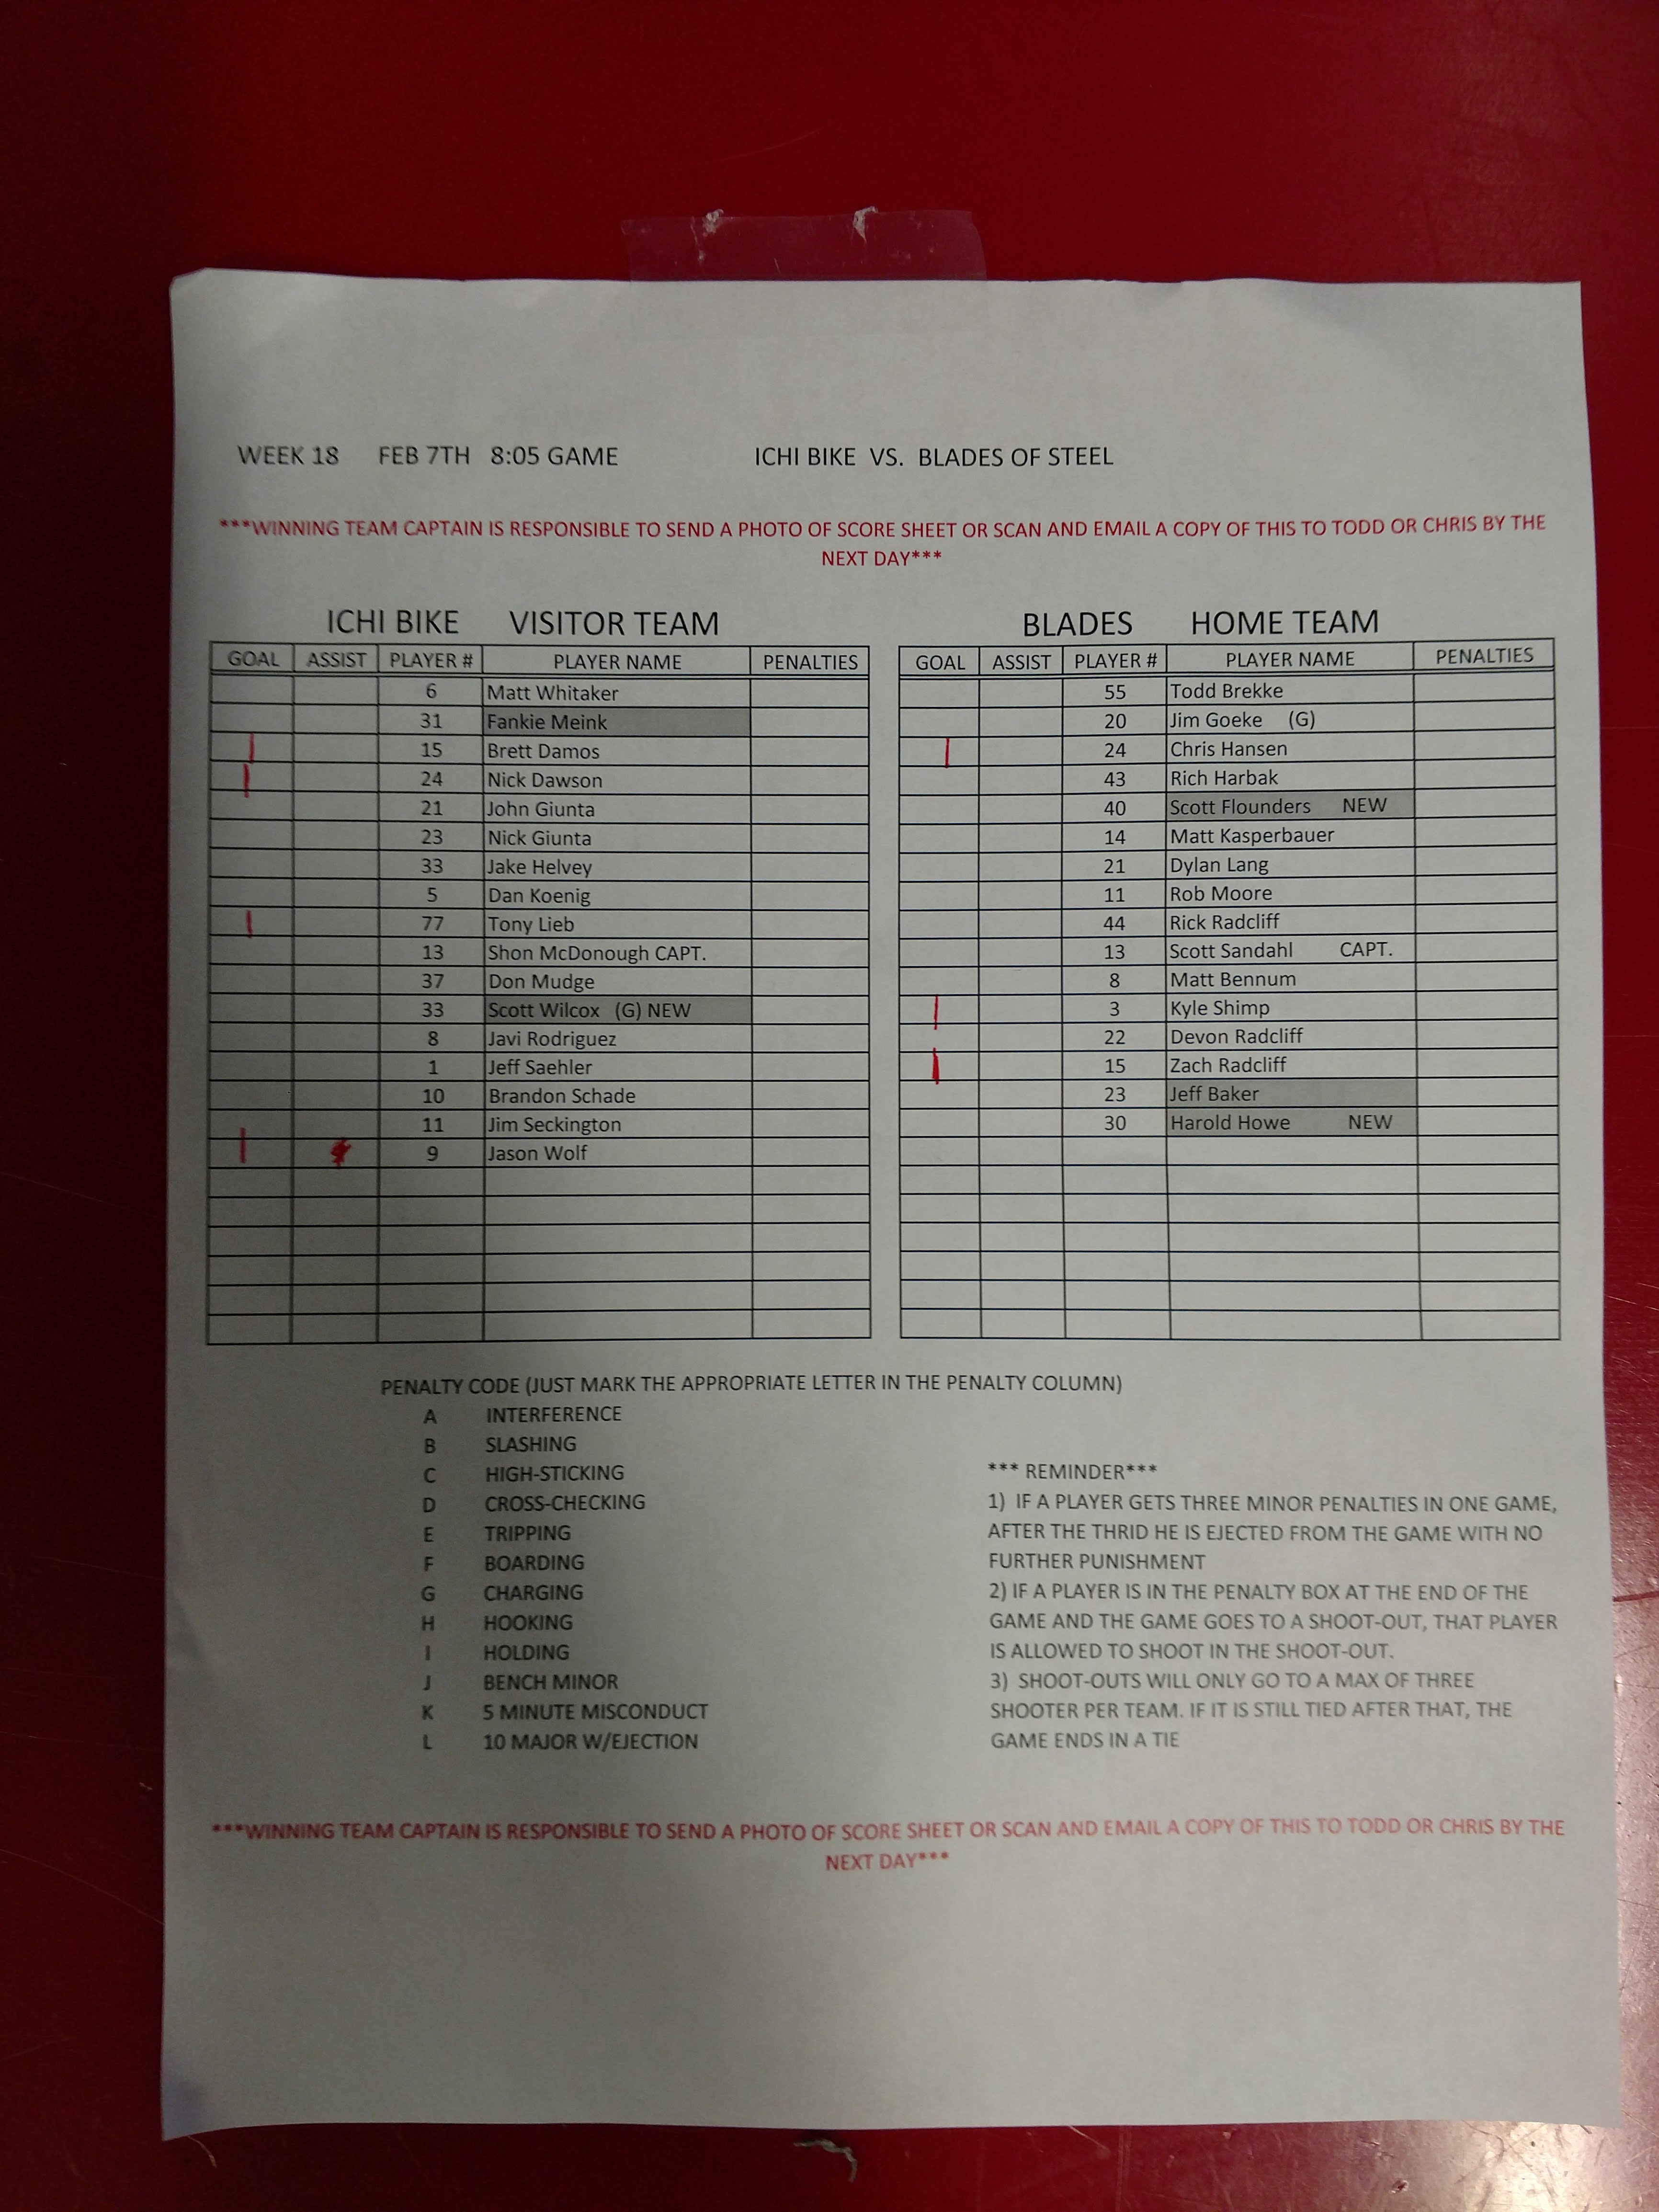 WEEK 18 FEB 7TH 8:05 GAME ICHI BIKE VS. BLADES OF STEEL
***WINNING TEAM CAPTAIN IS RESPONSIBLE TO SEND A PHOTO OF SCORE SHEET OR SCAN AND EMAIL A COPY OF THIS TO TODD OR CHRIS BY THE
NEXT DAY***
ICHI BIKE VISITOR TEAM
GOAL ASSIST PLAYER # PLAYER NAME PENALTIES
6 Matt Whitaker
31 Fankie Meink
| 15 Brett Damos
| 24 Nick Dawson
21 John Giunta
23 Nick Giunta
33 Jake Helvey
5 Dan Koenig
| 77 Tony Lieb
13 Shon McDonough CAPT.
37 Don Mudge
33 Scott Wilcox (G) NEW
8 Javi Rodriguez
1 Jeff Saehler
10 Brandon Schade
11 Jim Seckington
| 9 Jason Wolf
BLADES HOME TEAM
GOAL ASSIST PLAYER # PLAYER NAME PENALTIES
55 Todd Brekke
20 Jim Goeke (G)
| 24 Chris Hansen
43 Rich Harbak
40 Scott Flounders NEW
14 Matt Kasperbauer
21 Dylan Lang
11 Rob Moore
44 Rick Radcliff
13 Scott Sandahl CAPT.
8 Matt Bennum
| 3 Kyle Shimp
22 Devon Radcliff
| 15 Zach Radcliff
23 Jeff Baker
30 Harold Howe NEW
PENALTY CODE (JUST MARK THE APPROPRIATE LETTER IN THE PENALTY COLUMN)
A INTERFERENCE
B SLASHING
C HIGH-STICKING
D CROSS-CHECKING
E TRIPPING
F BOARDING
G CHARGING
H HOOKING
I HOLDING
J BENCH MINOR
K 5 MINUTE MISCONDUCT
L 10 MAJOR W/EJECTION
*** REMINDER***
1) IF A PLAYER GETS THREE MINOR PENALTIES IN ONE GAME,
AFTER THE THRID HE IS EJECTED FROM THE GAME WITH NO
FURTHER PUNISHMENT
2) IF A PLAYER IS IN THE PENALTY BOX AT THE END OF THE
GAME AND THE GAME GOES TO A SHOOT-OUT, THAT PLAYER
IS ALLOWED TO SHOOT IN THE SHOOT-OUT.
3) SHOOT-OUTS WILL ONLY GO TO A MAX OF THREE
SHOOTER PER TEAM. IF IT IS STILL TIED AFTER THAT, THE
GAME ENDS IN A TIE
***WINNING TEAM CAPTAIN IS RESPONSIBLE TO SEND A PHOTO OF SCORE SHEET OR SCAN AND EMAIL A COPY OF THIS TO TODD OR CHRIS BY THE
NEXT DAY***